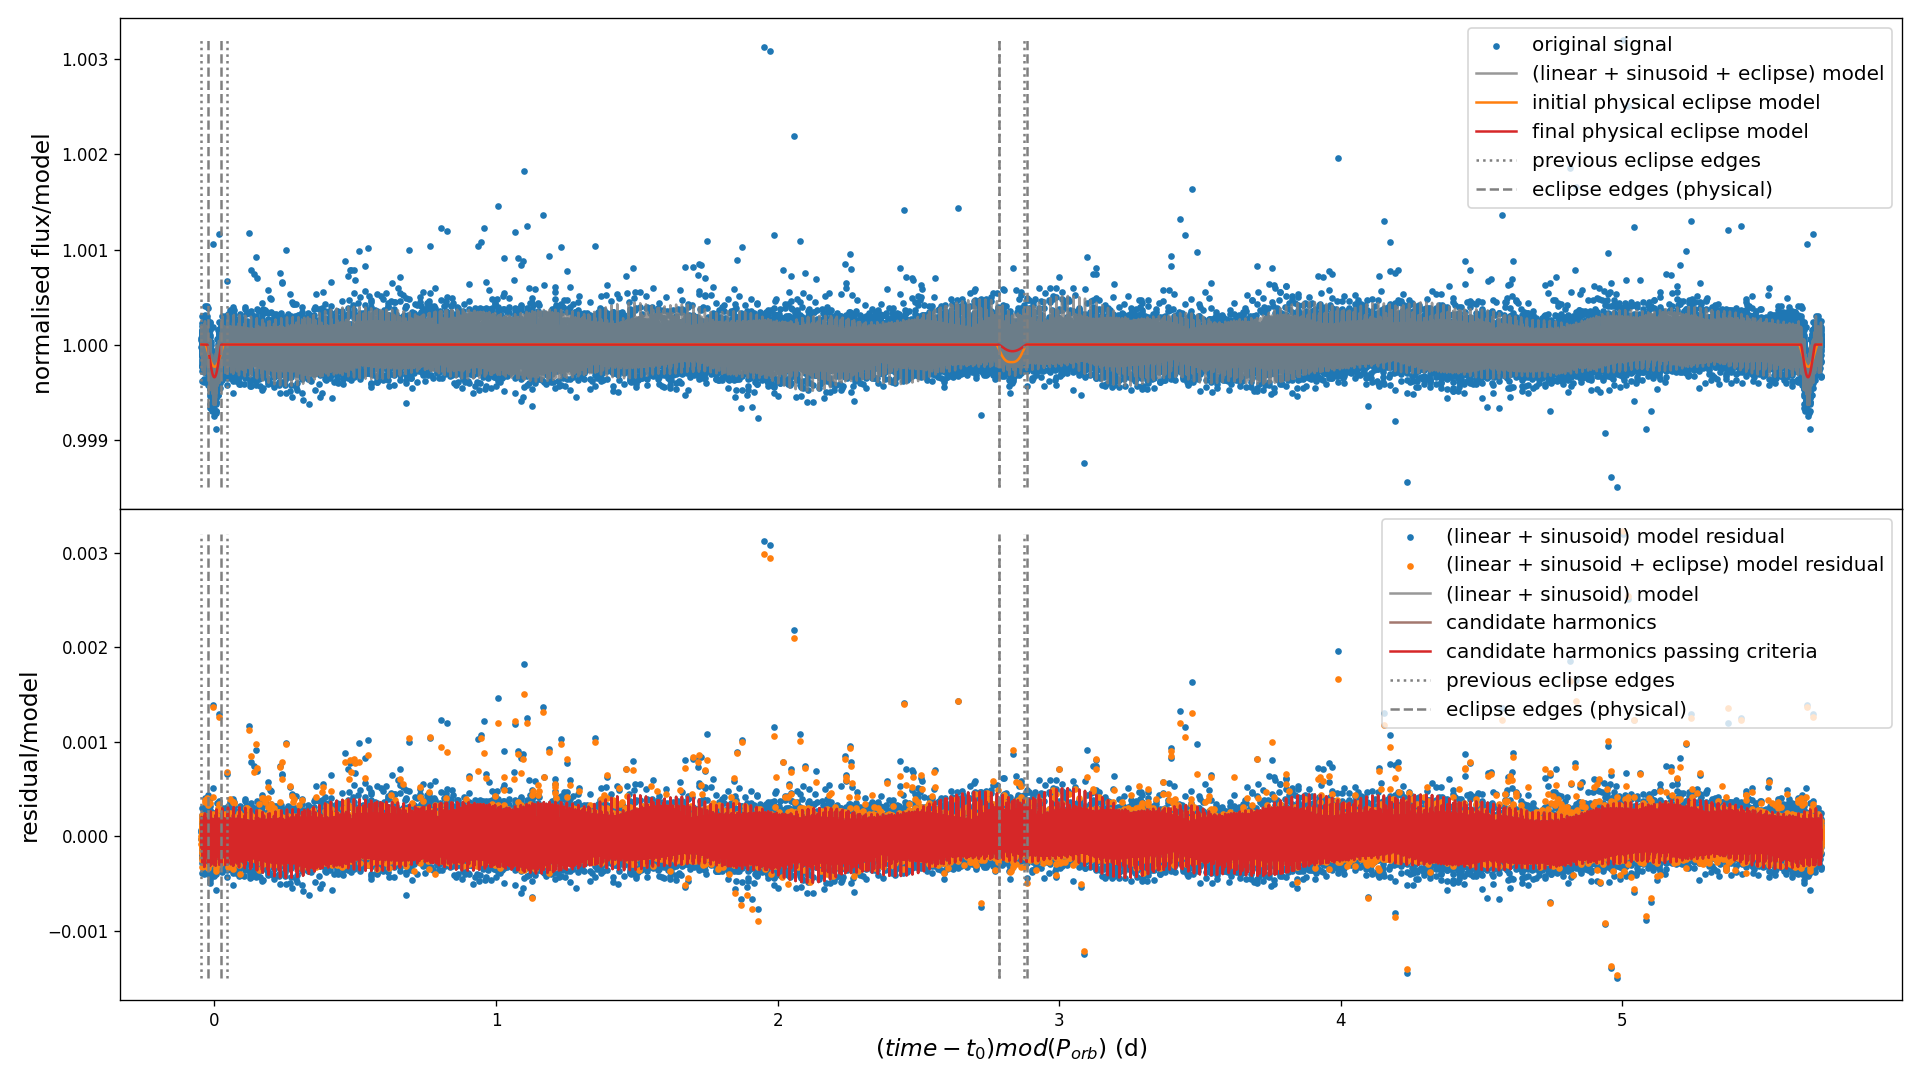 original signal
(linear + sinusoid + eclipse) model
initial physical eclipse model
final physical eclipse model
previous eclipse edges
eclipse edges (physical)
normalised flux/model
1.003
1.002
1.001
1.000
0.999
(linear + sinusoid) model residual
(linear + sinusoid + eclipse) model residual
(linear + sinusoid) model
candidate harmonics
candidate harmonics passing criteria
previous eclipse edges
eclipse edges (physical)
residual/model
0.003
0.002
0.001
0.000
−0.001
0 1 2 3 4 5
(time − t₀)mod(Pₒᵣb) (d)